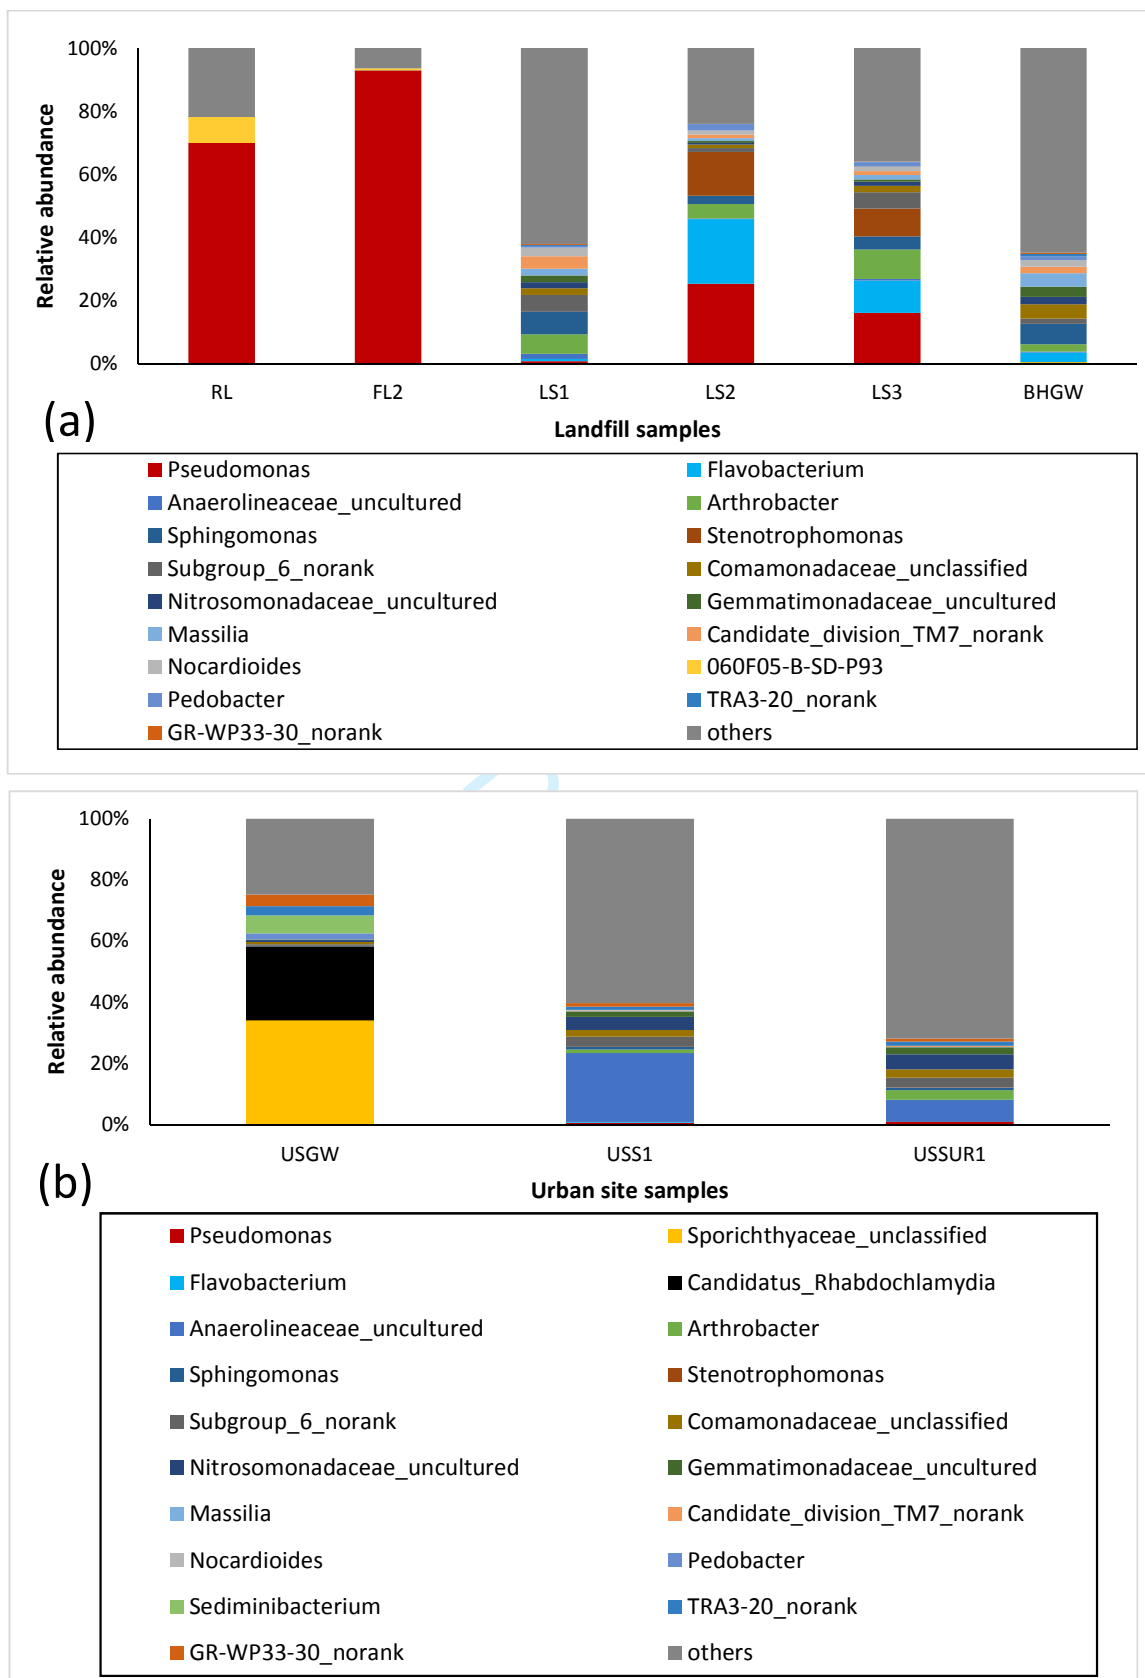 100%
80%
60%
40%
20%
0%
Relative abundance
RL FL2 LS1 LS2 LS3 BHGW
(a)
Landfill samples
Pseudomonas Flavobacterium
Anaerolineaceae_uncultured Arthrobacter
Sphingomonas Stenotrophomonas
Subgroup_6_norank Comamonadaceae_unclassified
Nitrosomonadaceae_uncultured Gemmatimonadaceae_uncultured
Massilia Candidate_division_TM7_norank
Nocardioides 060F05-B-SD-P93
Pedobacter TRA3-20_norank
GR-WP33-30_norank others
100%
80%
60%
40%
20%
0%
Relative abundance
USGW USS1 USSUR1
(b)
Urban site samples
Pseudomonas Sporichthyaceae_unclassified
Flavobacterium Candidatus_Rhabdochlamydia
Anaerolineaceae_uncultured Arthrobacter
Sphingomonas Stenotrophomonas
Subgroup_6_norank Comamonadaceae_unclassified
Nitrosomonadaceae_uncultured Gemmatimonadaceae_uncultured
Massilia Candidate_division_TM7_norank
Nocardioides Pedobacter
Sediminibacterium TRA3-20_norank
GR-WP33-30_norank others